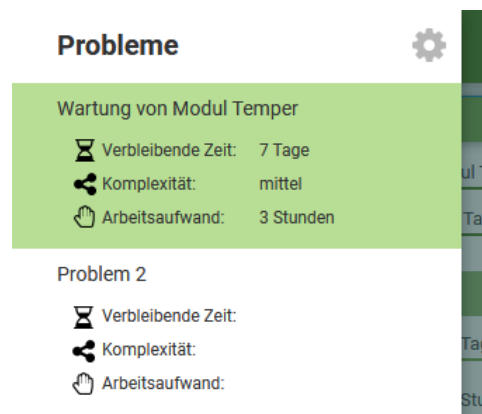 Probleme
Wartung von Modul Temper
Verbleibende Zeit: 7 Tage
Komplexität: mittel
Arbeitsaufwand: 3 Stunden
Problem 2
Verbleibende Zeit:
Komplexität:
Arbeitsaufwand: